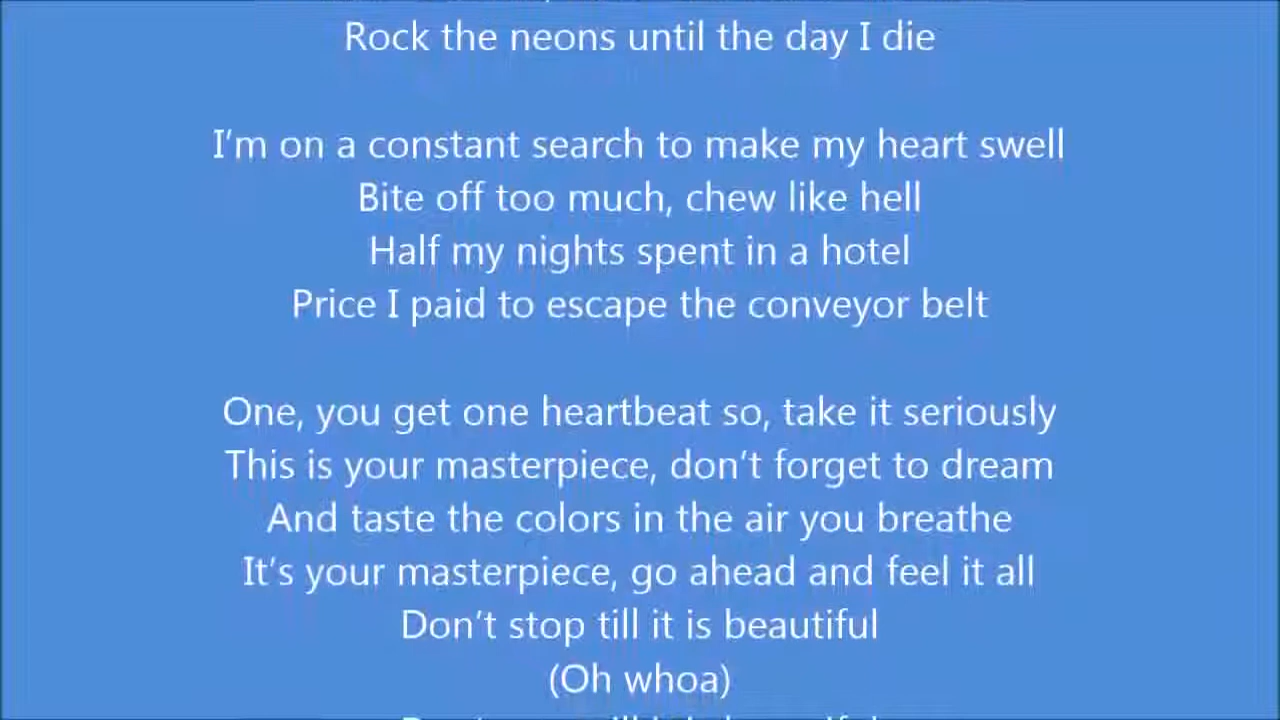 Rock the neons until the day I die
I'm on a constant search to make my heart swell
Bite off too much, chew like hell
Half my nights spent in a hotel
Price I paid to escape the conveyor belt
One, you get one heartbeat so, take it seriously
This is your masterpiece, don't forget to dream
And taste the colors in the air you breathe
It's your masterpiece, go ahead and feel it all
Don't stop till it is beautiful
(Oh whoa)